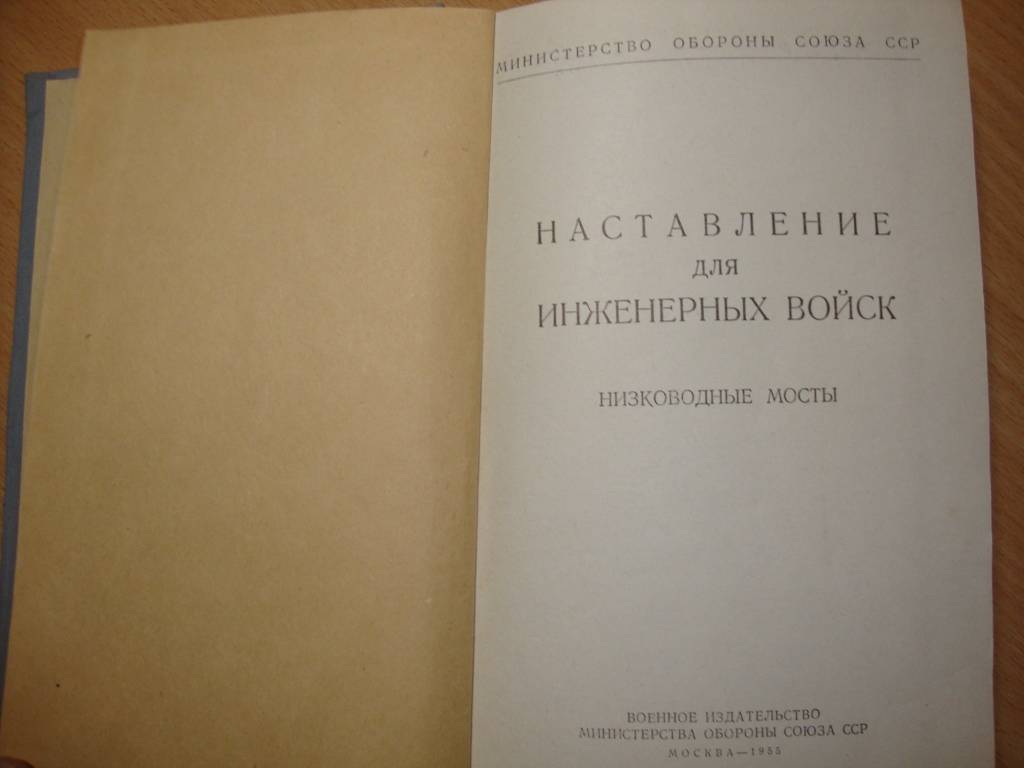 МИНИСТЕРСТВО ОБОРОНЫ СОЮЗА ССР
НАСТАВЛЕНИЕ
ДЛЯ
ИНЖЕНЕРНЫХ ВОЙСК
НИЗКОВОДНЫЕ МОСТЫ
ВОЕННОЕ ИЗДАТЕЛЬСТВО
МИНИСТЕРСТВА ОБОРОНЫ СОЮЗА ССР
МОСКВА—1955